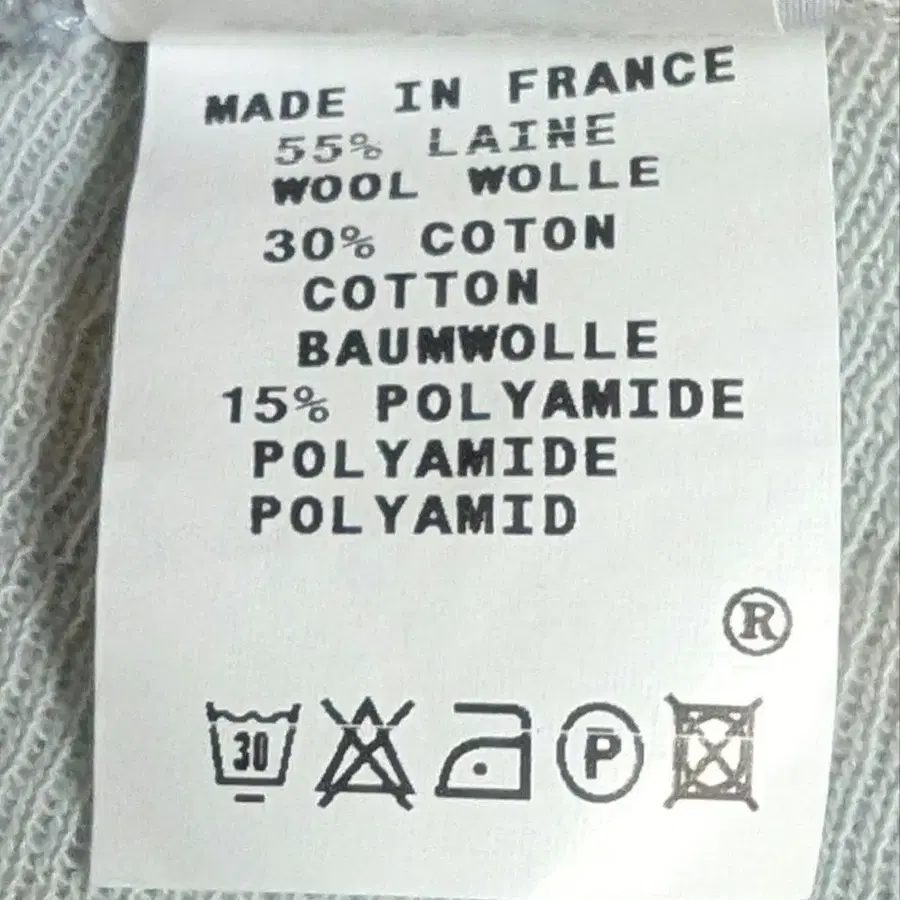 MADE IN FRANCE
55% LAINE
WOOL WOLLE
30% COTON
COTTON
BAUMWOLLE
15% POLYAMIDE
POLYAMIDE
POLYAMID
®
30 P